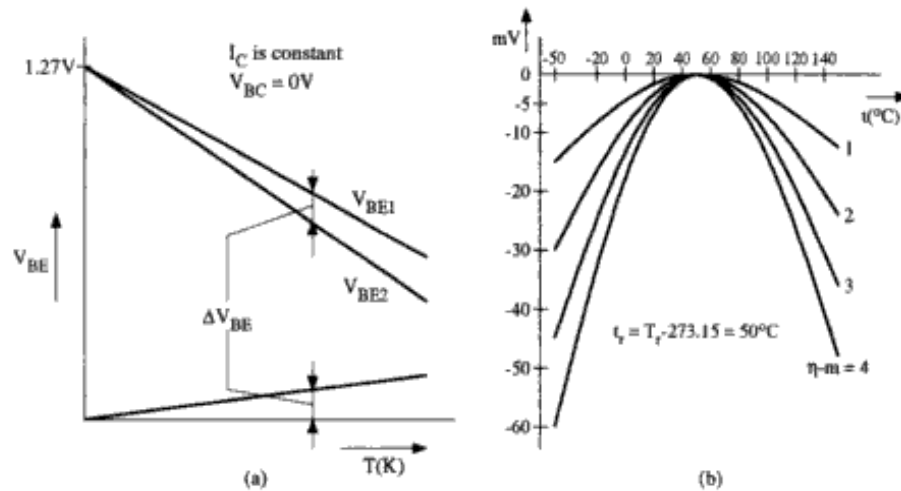 I_C is constant
V_BC = 0V
1.27V
V_BE1
V_BE2
V_BE
ΔV_BE
T(K)
(a)
mV
-50 -20 0 20 40 60 80 100 120 140
t(°C)
0
-5
-10
-20
-30
-40
-50
-60
1
2
3
η-m = 4
t_r = T_r-273.15 = 50°C
(b)